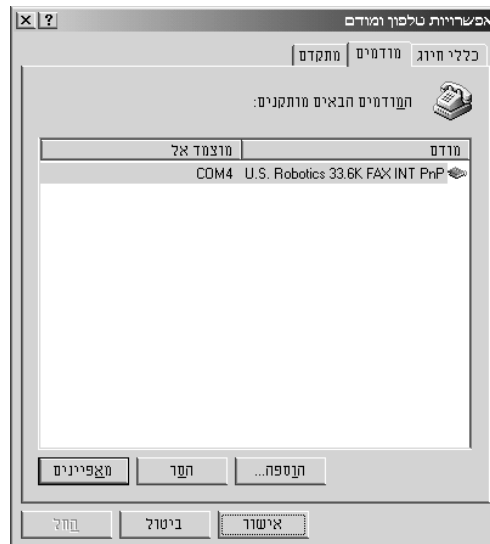 אפשרויות טלפון ומודם
כללי חיוג מודמים מתקדם
המודמים הבאים מותקנים:
מודם מוצמד אל
U.S. Robotics 33.6K FAX INT PnP COM4
הוספה... הסר מאפיינים
אישור ביטול החל